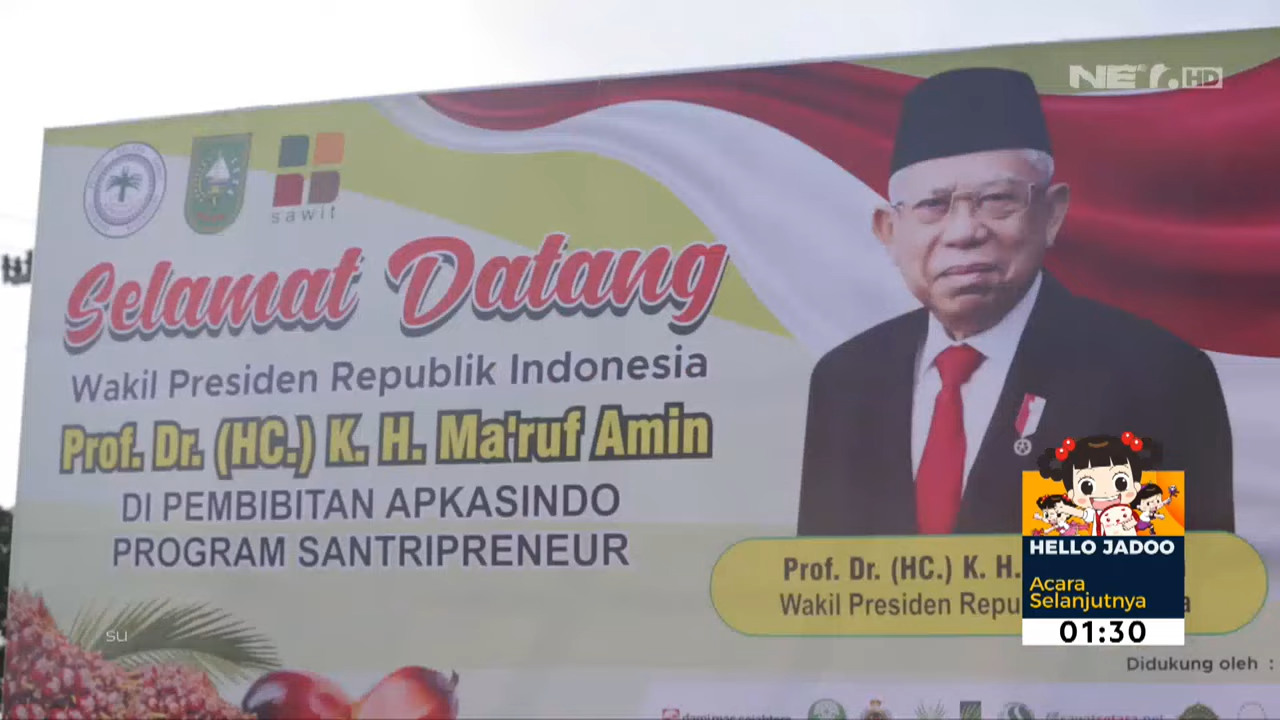 NET. HD
sawit
Selamat Datang
Wakil Presiden Republik Indonesia
Prof. Dr. (HC.) K. H. Ma'ruf Amin
DI PEMBIBITAN APKASINDO
PROGRAM SANTRIPRENEUR
Prof. Dr. (HC.) K. H.
Wakil Presiden Repu
HELLO JADOO
Acara
Selanjutnya
01:30
su
Didukung oleh :